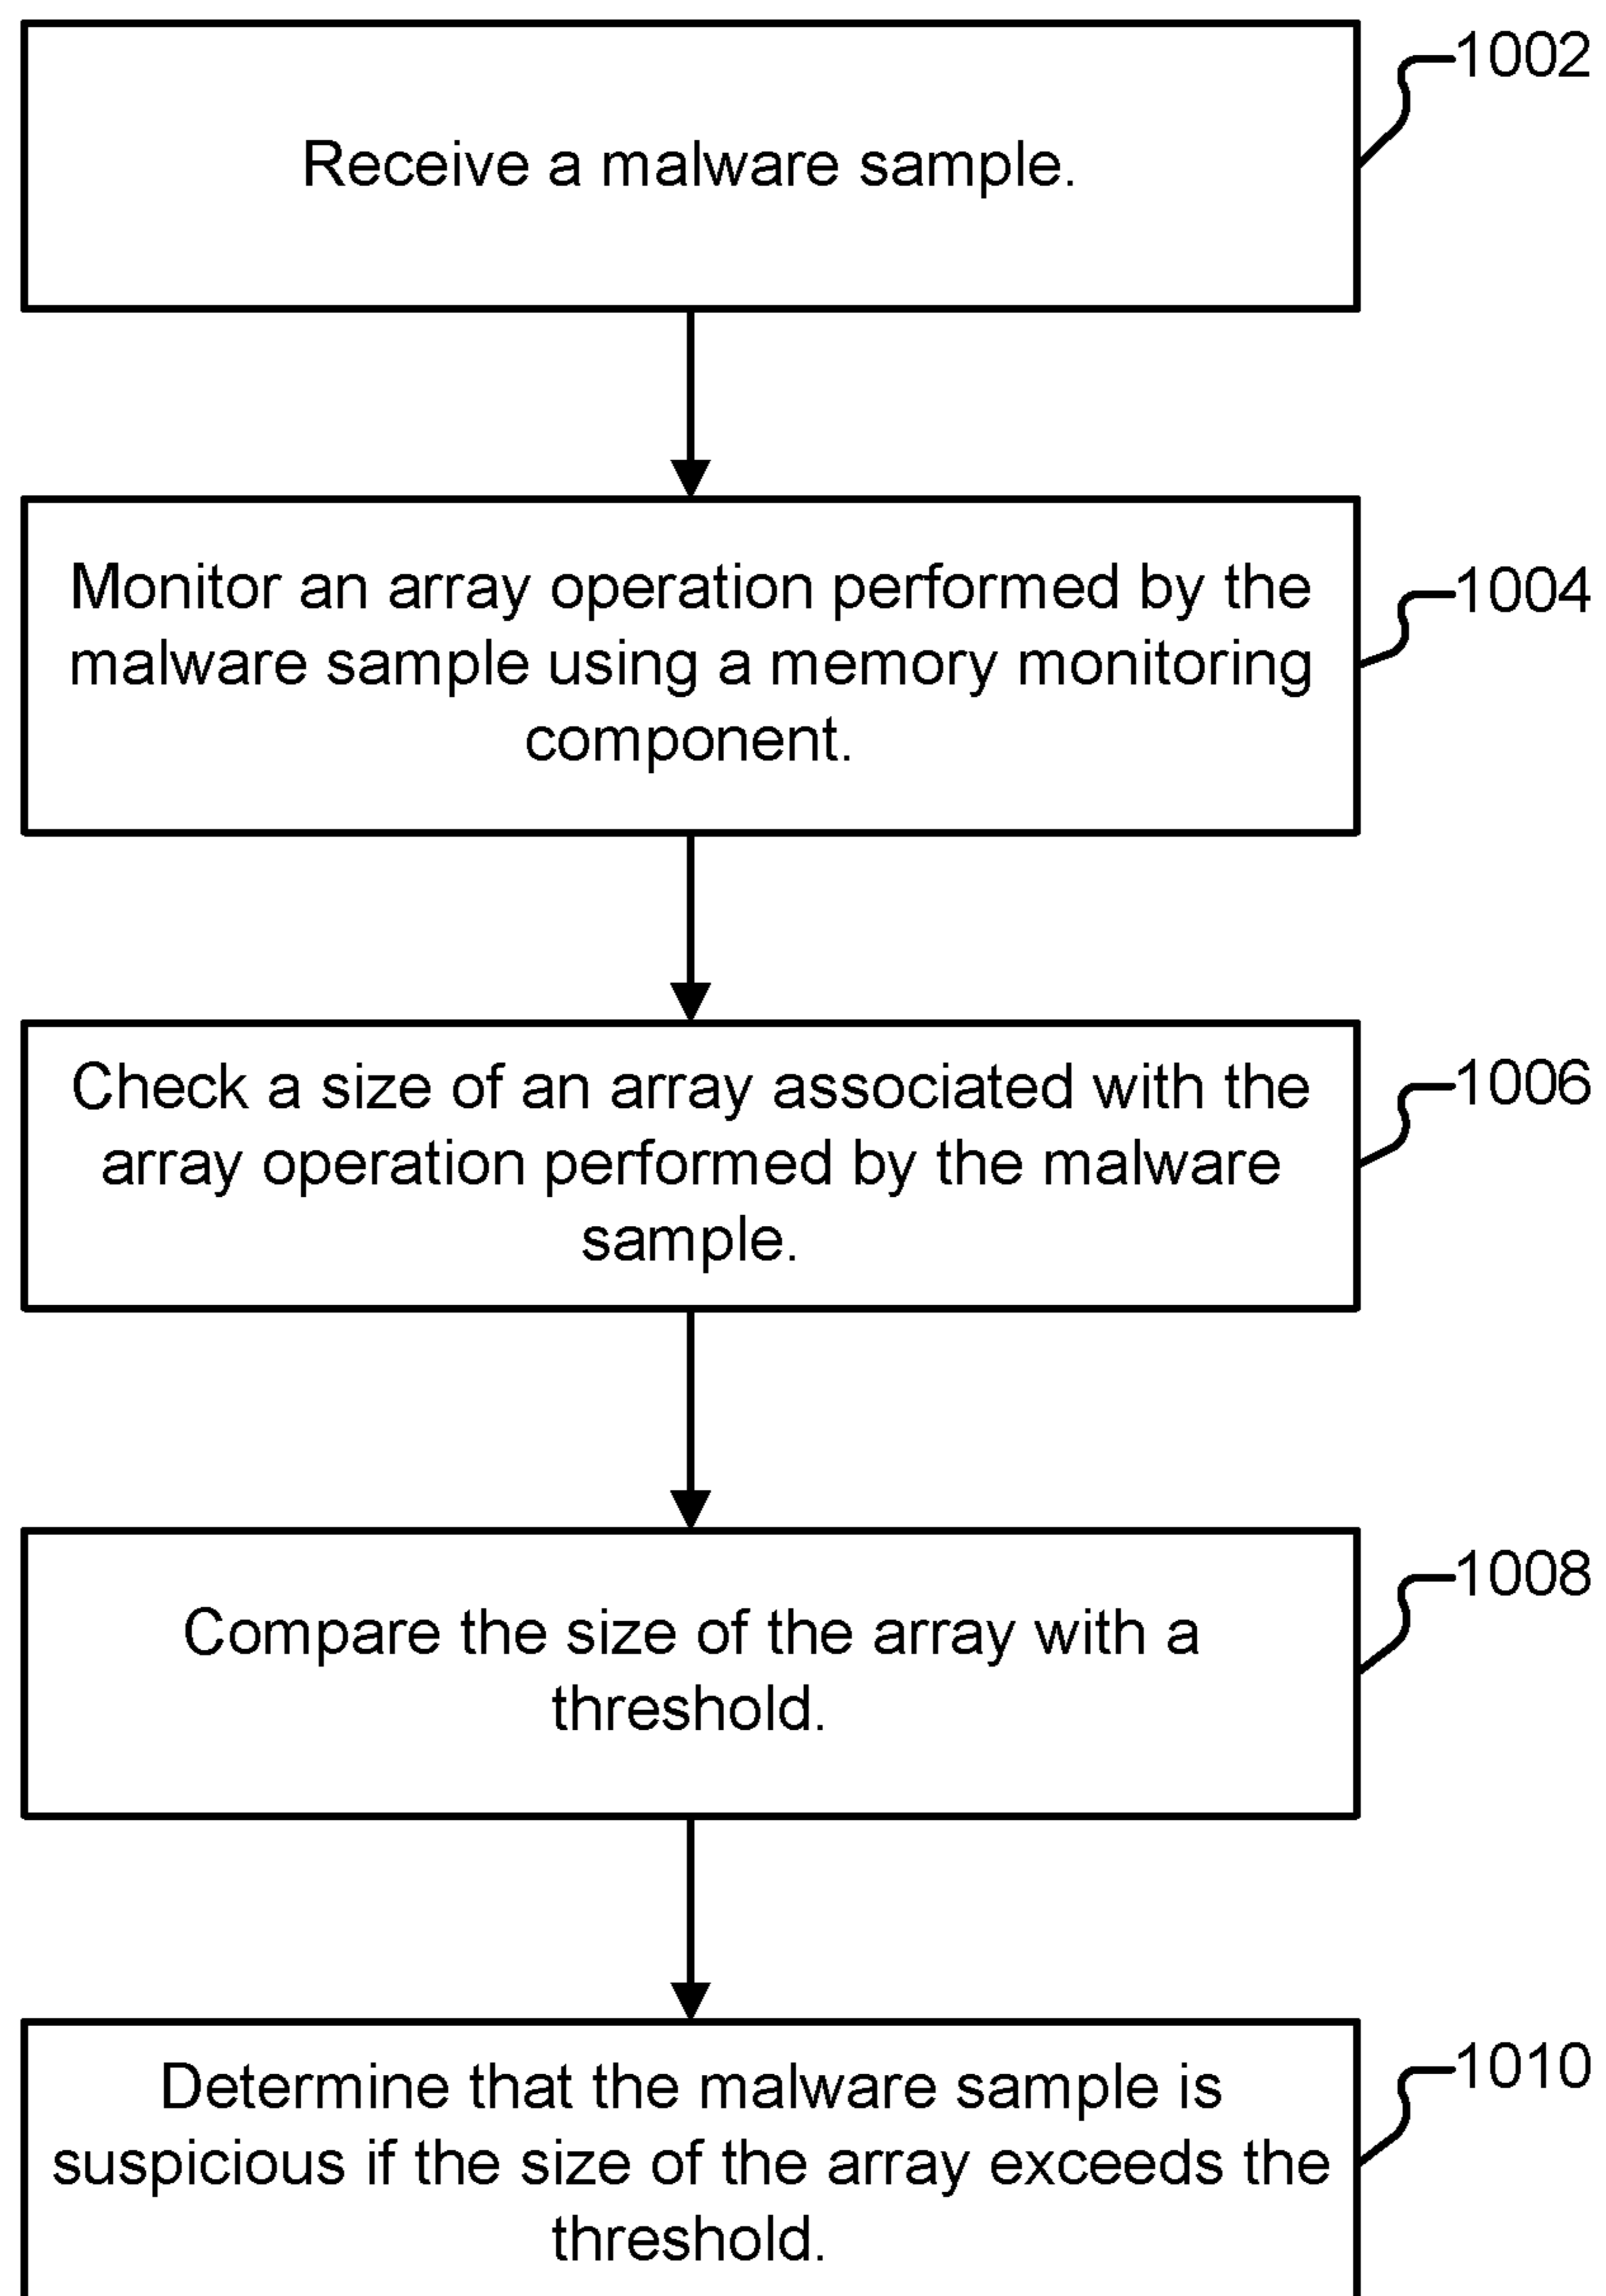 1002
Receive a malware sample.
1004
Monitor an array operation performed by the
malware sample using a memory monitoring
component.
1006
Check a size of an array associated with the
array operation performed by the malware
sample.
1008
Compare the size of the array with a
threshold.
1010
Determine that the malware sample is
suspicious if the size of the array exceeds the
threshold.